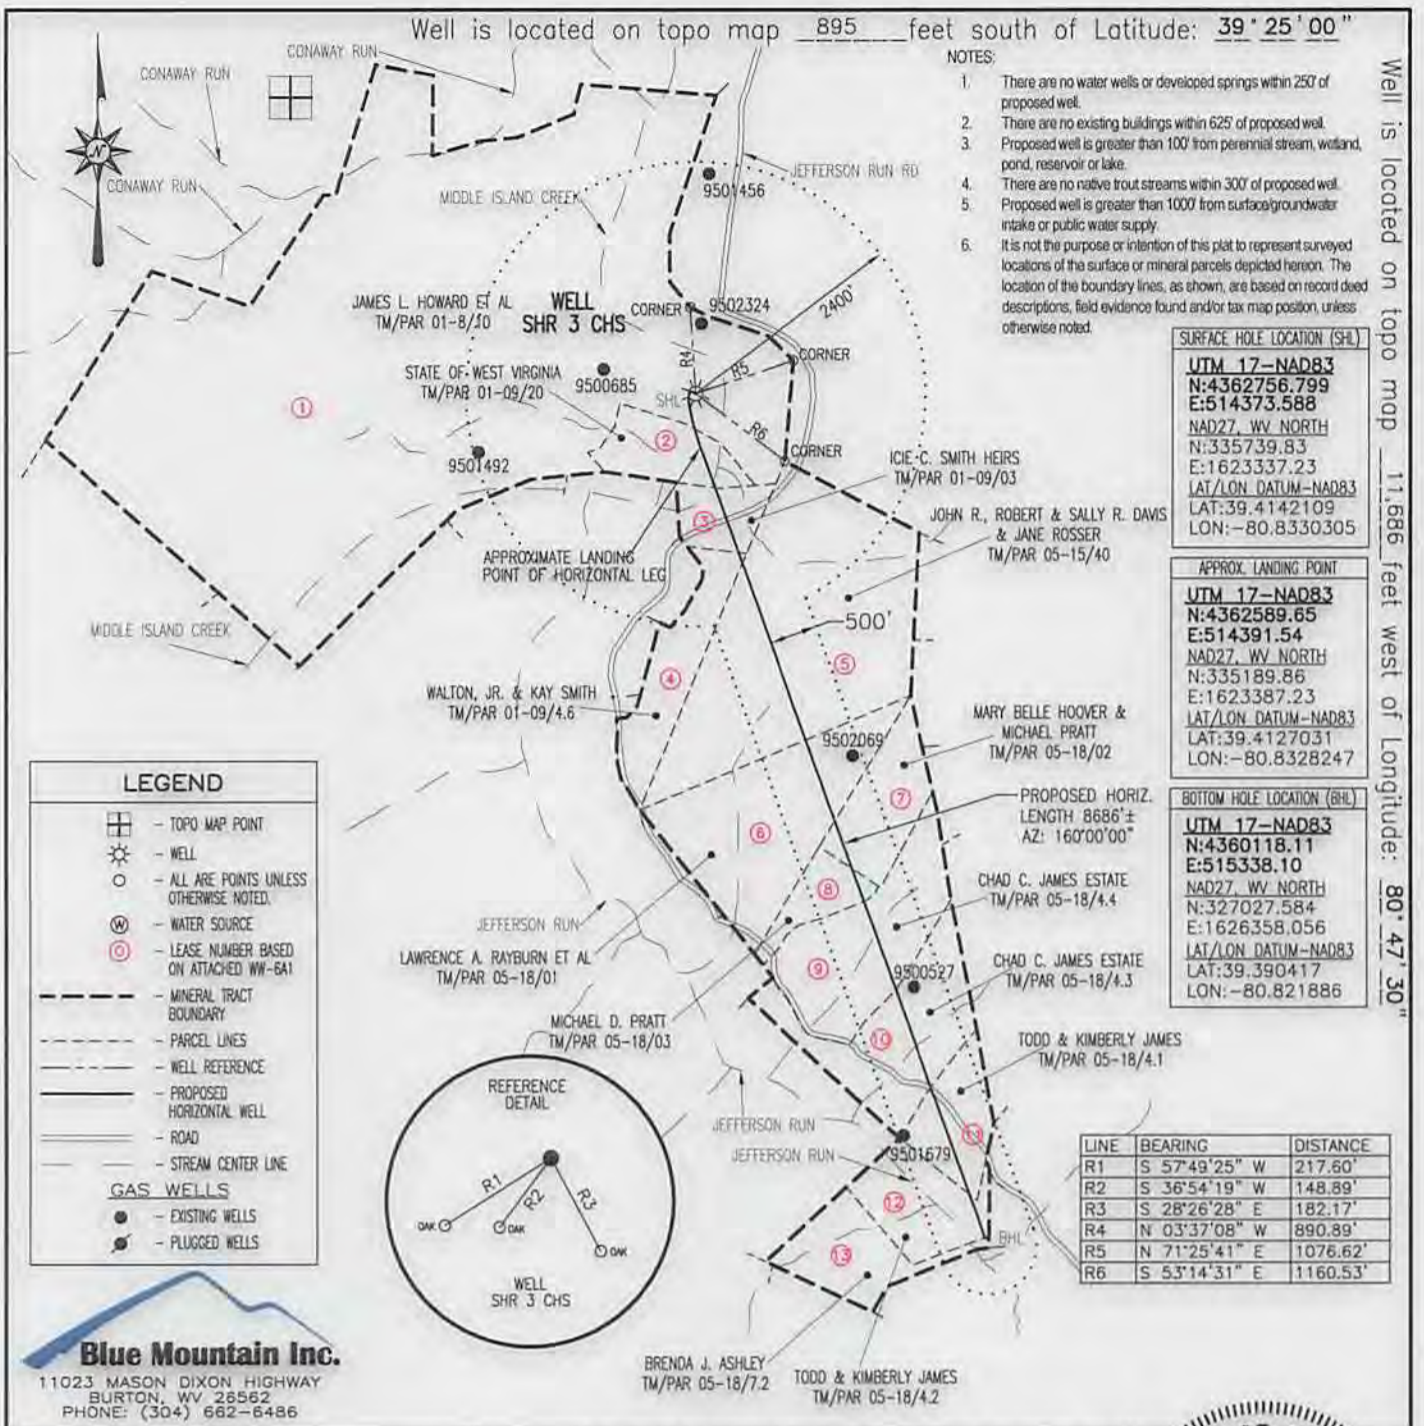 Well is located on topo map 895 feet south of Latitude: 39°25'00"
Well is located on topo map 11,686 feet west of Longitude: 80°47'30"
NOTES:
1. There are no water wells or developed springs within 250' of
proposed well.
2. There are no existing buildings within 625' of proposed well.
3. Proposed well is greater than 100' from perennial stream, wetland,
pond, reservoir or lake.
4. There are no native trout streams within 300' of proposed well.
5. Proposed well is greater than 1000' from surface/groundwater
intake or public water supply.
6. It is not the purpose or intention of this plat to represent surveyed
locations of the surface or mineral parcels depicted hereon. The
location of the boundary lines, as shown, are based on record deed
descriptions, field evidence found and/or tax map position, unless
otherwise noted.
SURFACE HOLE LOCATION (SHL)
UTM 17-NAD83
N:4362756.799
E:514373.588
NAD27, WV NORTH
N:335739.83
E:1623337.23
LAT/LON DATUM-NAD83
LAT:39.4142109
LON:-80.8330305
APPROX. LANDING POINT
UTM 17-NAD83
N:4362589.65
E:514391.54
NAD27, WV NORTH
N:335189.86
E:1623387.23
LAT/LON DATUM-NAD83
LAT:39.4127031
LON:-80.8328247
BOTTOM HOLE LOCATION (BHL)
UTM 17-NAD83
N:4360118.11
E:515338.10
NAD27, WV NORTH
N:327027.584
E:1626358.056
LAT/LON DATUM-NAD83
LAT:39.390417
LON:-80.821886
CONAWAY RUN
CONAWAY RUN
CONAWAY RUN
N
JEFFERSON RUN RD
9501456
MIDDLE ISLAND CREEK
2400'
JAMES L. HOWARD ET AL
TM/PAR 01-8/10
WELL
SHR 3 CHS
CORNER
9502324
R4
R5
CORNER
STATE OF WEST VIRGINIA
TM/PAR 01-09/20
9500685
SHL
R6
1
2
CORNER
9501492
ICIE C. SMITH HEIRS
TM/PAR 01-09/03
3
JOHN R., ROBERT & SALLY R. DAVIS
& JANE ROSSER
TM/PAR 05-15/40
APPROXIMATE LANDING
POINT OF HORIZONTAL LEG
500'
MIDDLE ISLAND CREEK
5
4
WALTON, JR. & KAY SMITH
TM/PAR 01-09/4.6
MARY BELLE HOOVER &
MICHAEL PRATT
TM/PAR 05-18/02
9502069
7
PROPOSED HORIZ.
LENGTH 8686'±
AZ: 160°00'00"
6
8
CHAD C. JAMES ESTATE
TM/PAR 05-18/4.4
JEFFERSON RUN
LAWRENCE A. RAYBURN ET AL
TM/PAR 05-18/01
9
9500527
CHAD C. JAMES ESTATE
TM/PAR 05-18/4.3
MICHAEL D. PRATT
TM/PAR 05-18/03
10
TODD & KIMBERLY JAMES
TM/PAR 05-18/4.1
JEFFERSON RUN
JEFFERSON RUN
11
9501679
12
13
BHL
BRENDA J. ASHLEY
TM/PAR 05-18/7.2
TODD & KIMBERLY JAMES
TM/PAR 05-18/4.2
LEGEND
- TOPO MAP POINT
- WELL
- ALL ARE POINTS UNLESS
OTHERWISE NOTED.
W - WATER SOURCE
- LEASE NUMBER BASED
ON ATTACHED WW-6A1
- MINERAL TRACT
BOUNDARY
- PARCEL LINES
- WELL REFERENCE
- PROPOSED
HORIZONTAL WELL
- ROAD
- STREAM CENTER LINE
GAS WELLS
- EXISTING WELLS
- PLUGGED WELLS
REFERENCE
DETAIL
R1
R2
R3
OAK
OAK
OAK
WELL
SHR 3 CHS
LINE BEARING DISTANCE
R1 S 57°49'25" W 217.60'
R2 S 36°54'19" W 148.89'
R3 S 28°26'28" E 182.17'
R4 N 03°37'08" W 890.89'
R5 N 71°25'41" E 1076.62'
R6 S 53°14'31" E 1160.53'
Blue Mountain Inc.
11023 MASON DIXON HIGHWAY
BURTON, WV 26562
PHONE: (304) 662-6486